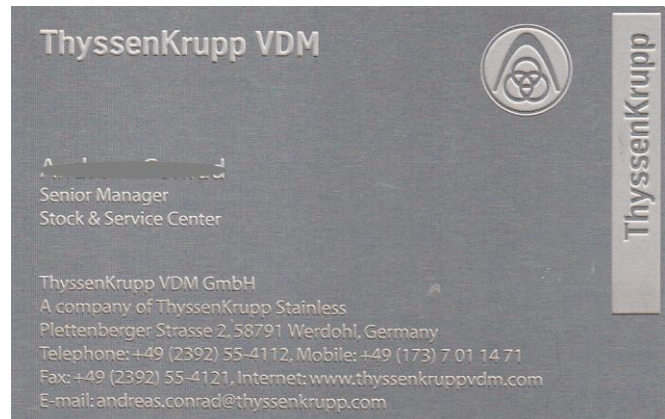 ThyssenKrupp VDM
ThyssenKrupp
Senior Manager
Stock & Service Center
ThyssenKrupp VDM GmbH
A company of ThyssenKrupp Stainless
Plettenberger Strasse 2, 58791 Werdohl, Germany
Telephone: +49 (2392) 55-4112, Mobile: +49 (173) 7 01 14 71
Fax: +49 (2392) 55-4121, Internet: www.thyssenkruppvdm.com
E-mail: andreas.conrad@thyssenkrupp.com